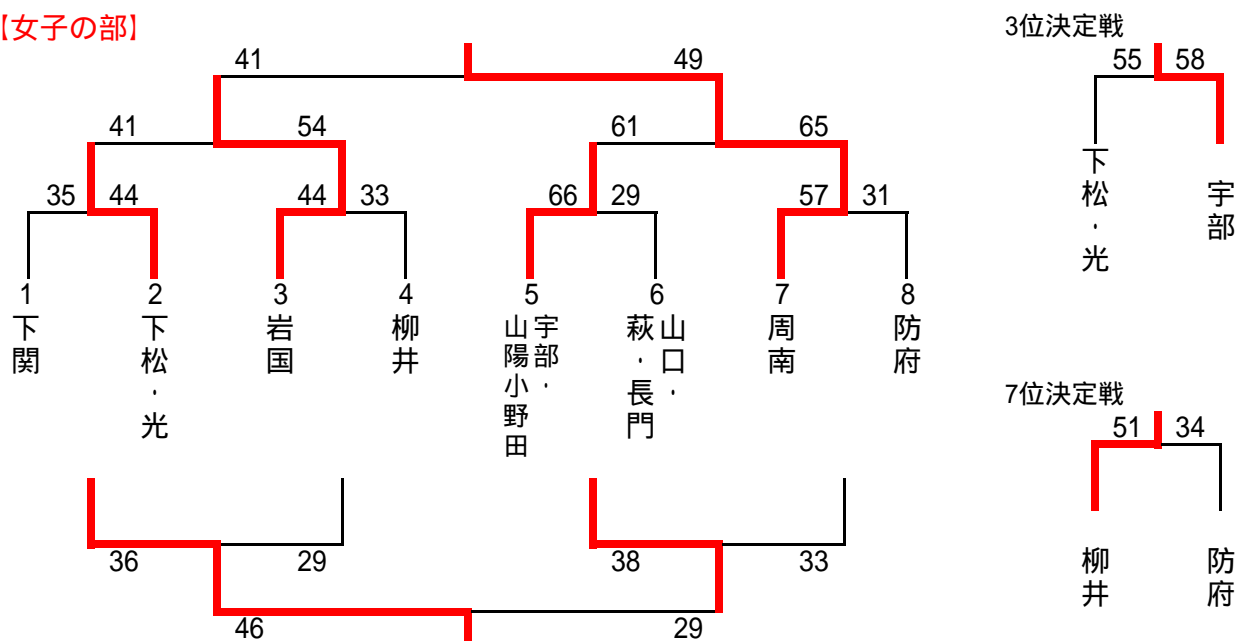 【女子の部】
3位決定戦
41 49
55 58
41 54 61 65
35 44 44 33 66 29 57 31
下松・光
宇部
1 2 3 4 5 6 7 8
下関
下松・光
岩国
柳井
宇部・
山陽小野田
山口・
萩・長門
周南
防府
7位決定戦
51 34
36 29 38 33
柳井
防府
46 29